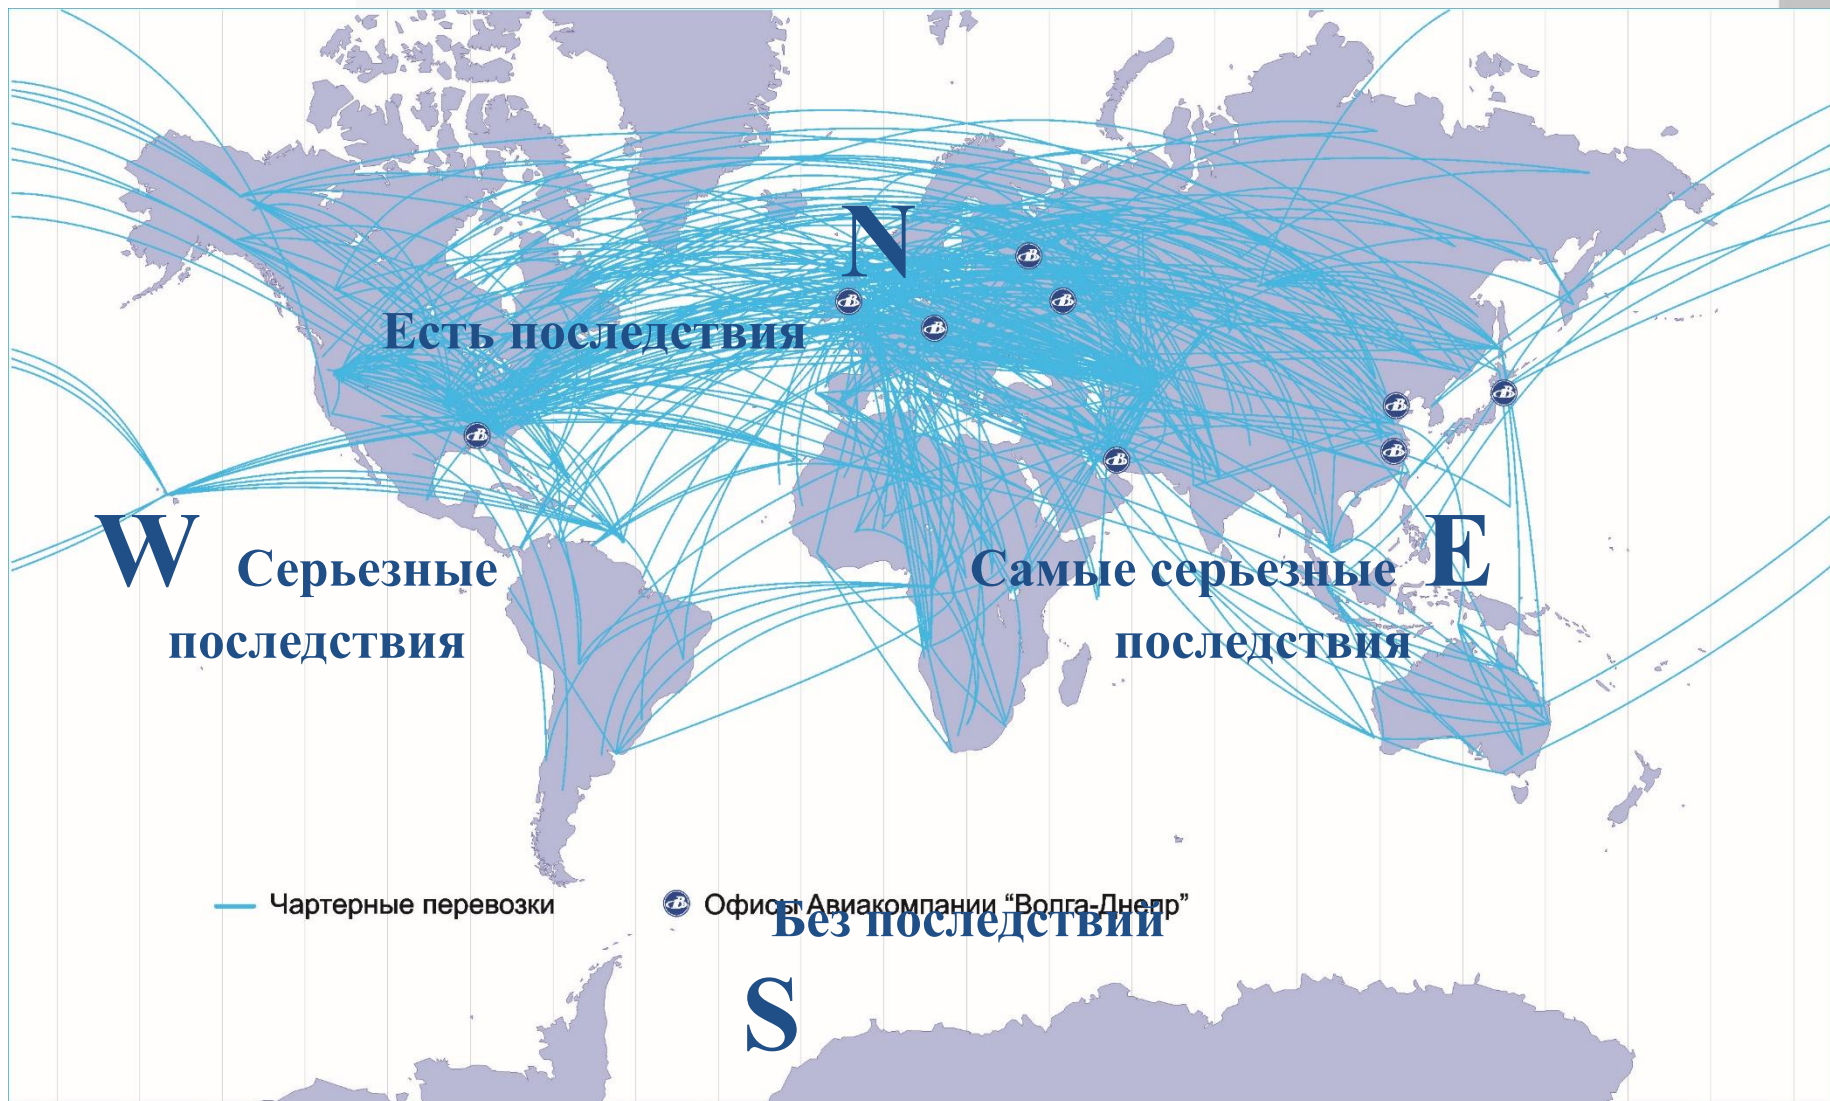 N
Есть последствия
W
E
Серьезные
последствия
Самые серьезные
последствия
Чартерные перевозки
Офисы Авиакомпании “Волга-Днепр”
Без последствий
S